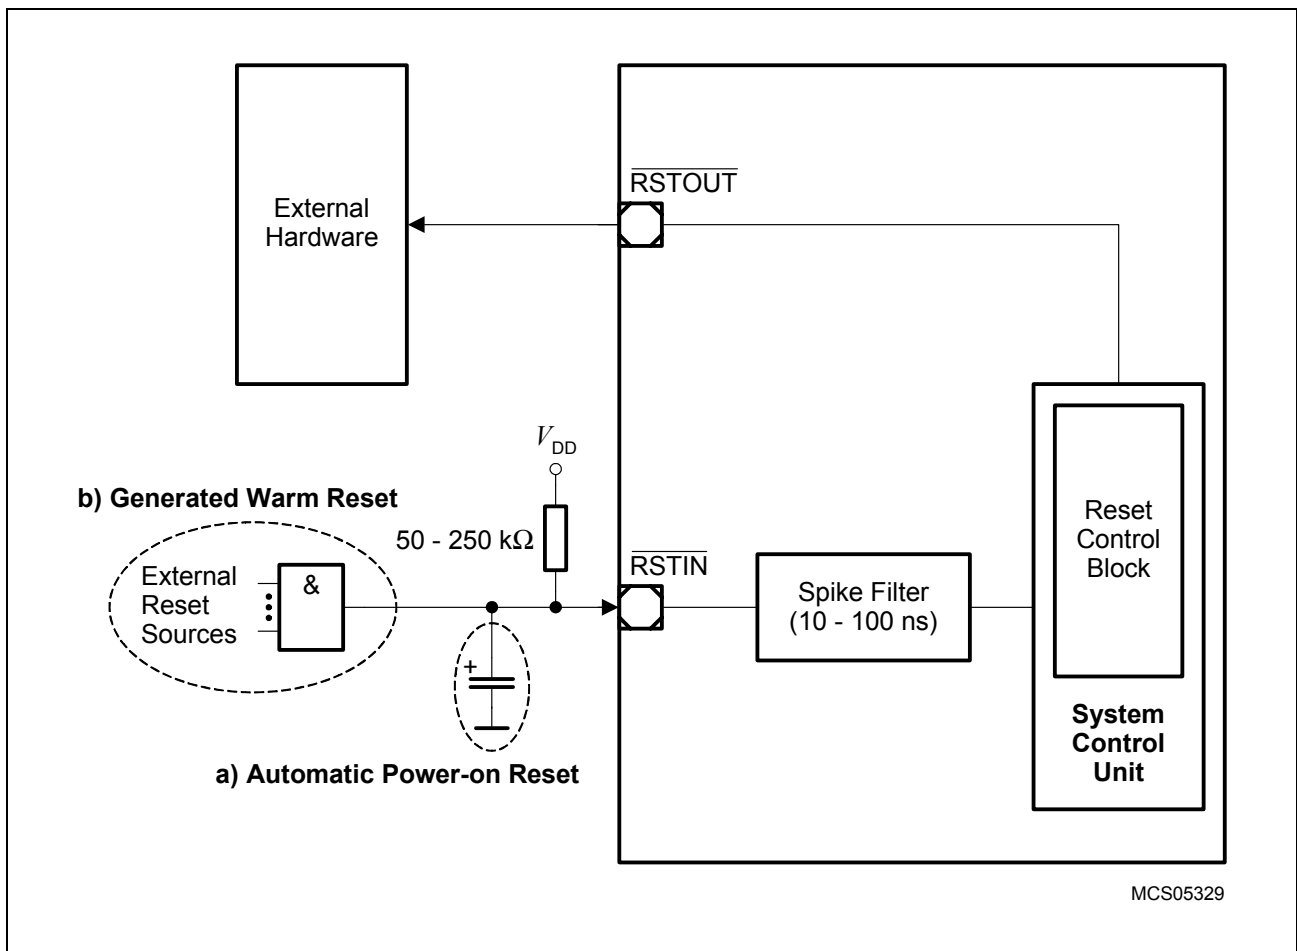 RSTOUT
External
Hardware
V DD
b) Generated Warm Reset
50 - 250 kΩ
External
Reset
Sources
&
RSTIN
Spike Filter
(10 - 100 ns)
Reset
Control
Block
+
System
Control
Unit
a) Automatic Power-on Reset
MCS05329